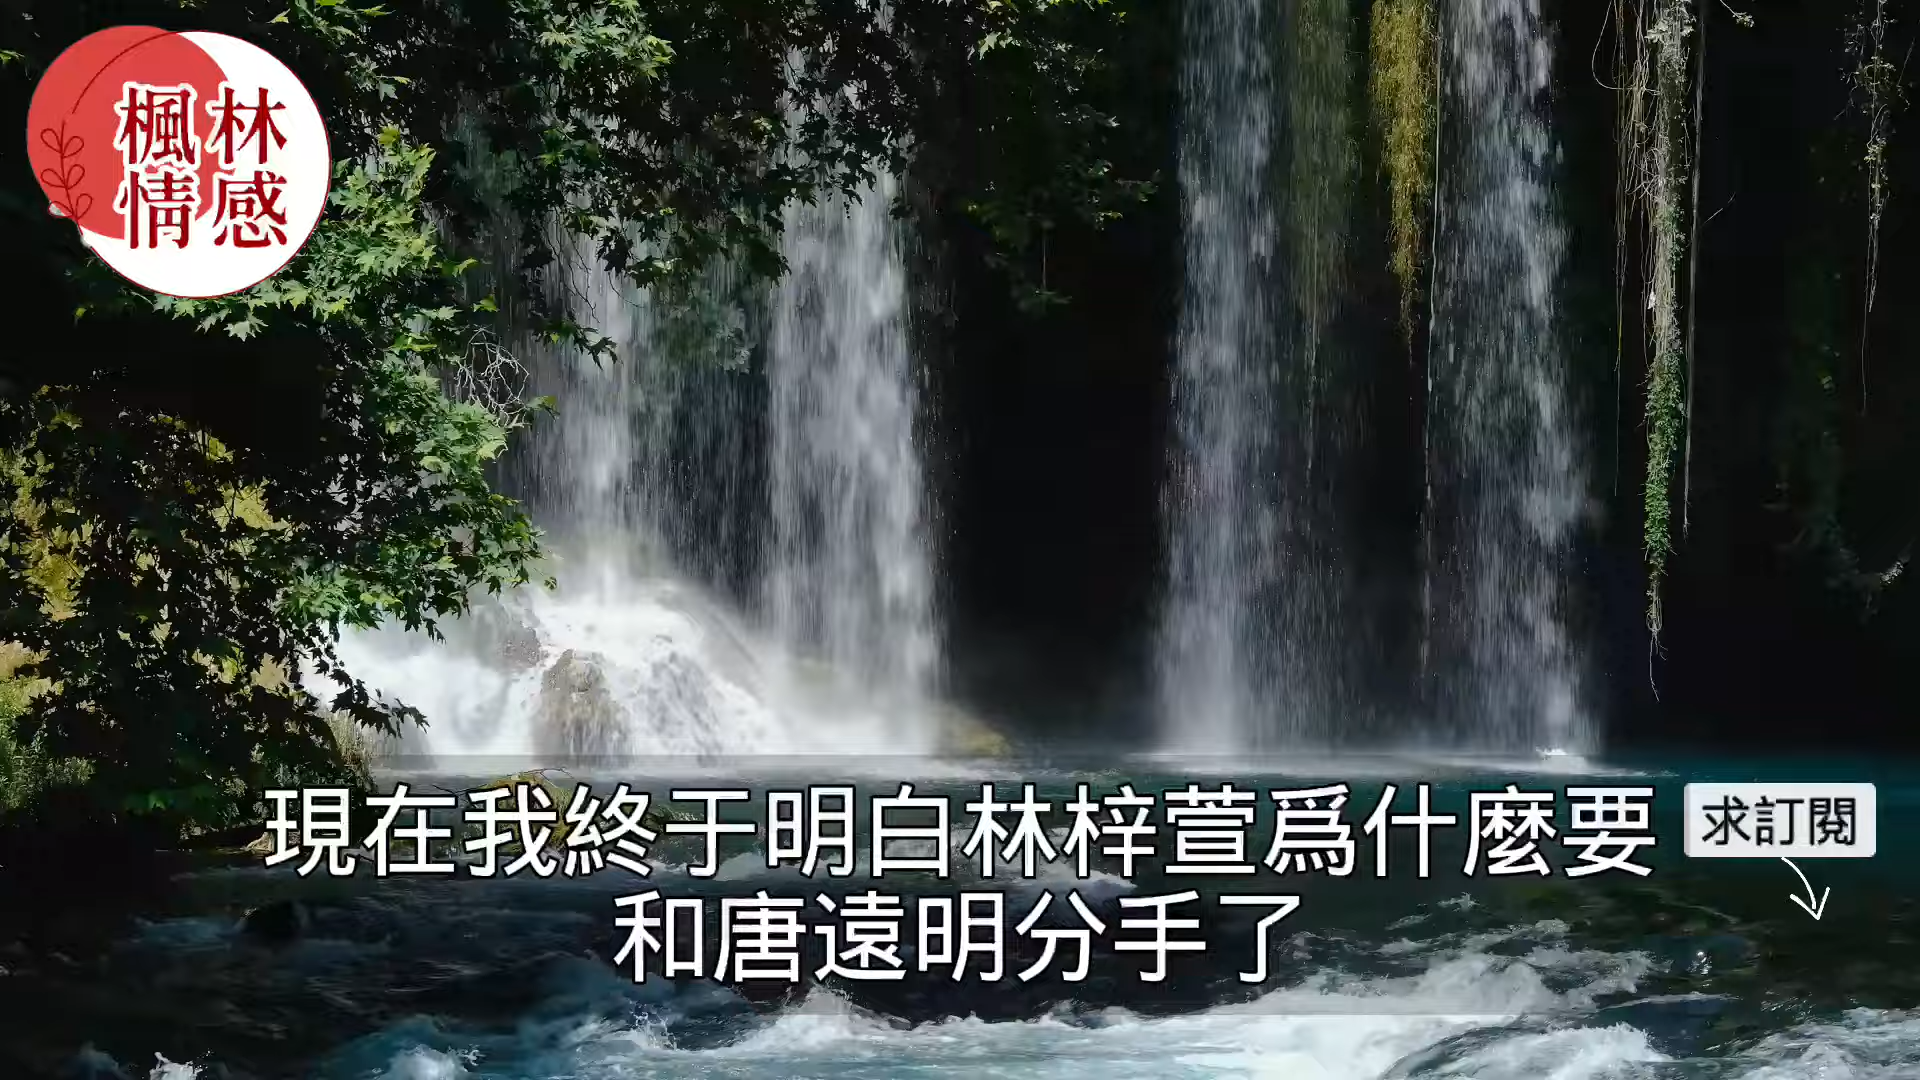 楓林
情感
現在我終于明白林梓萱爲什麼要
和唐遠明分手了
求訂閱